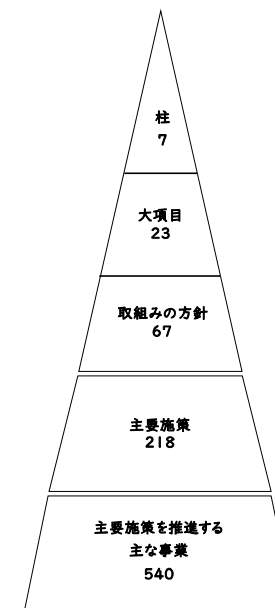 柱
7
大項目
23
取組みの方針
67
主要施策
218
主要施策を推進する
主な事業
540